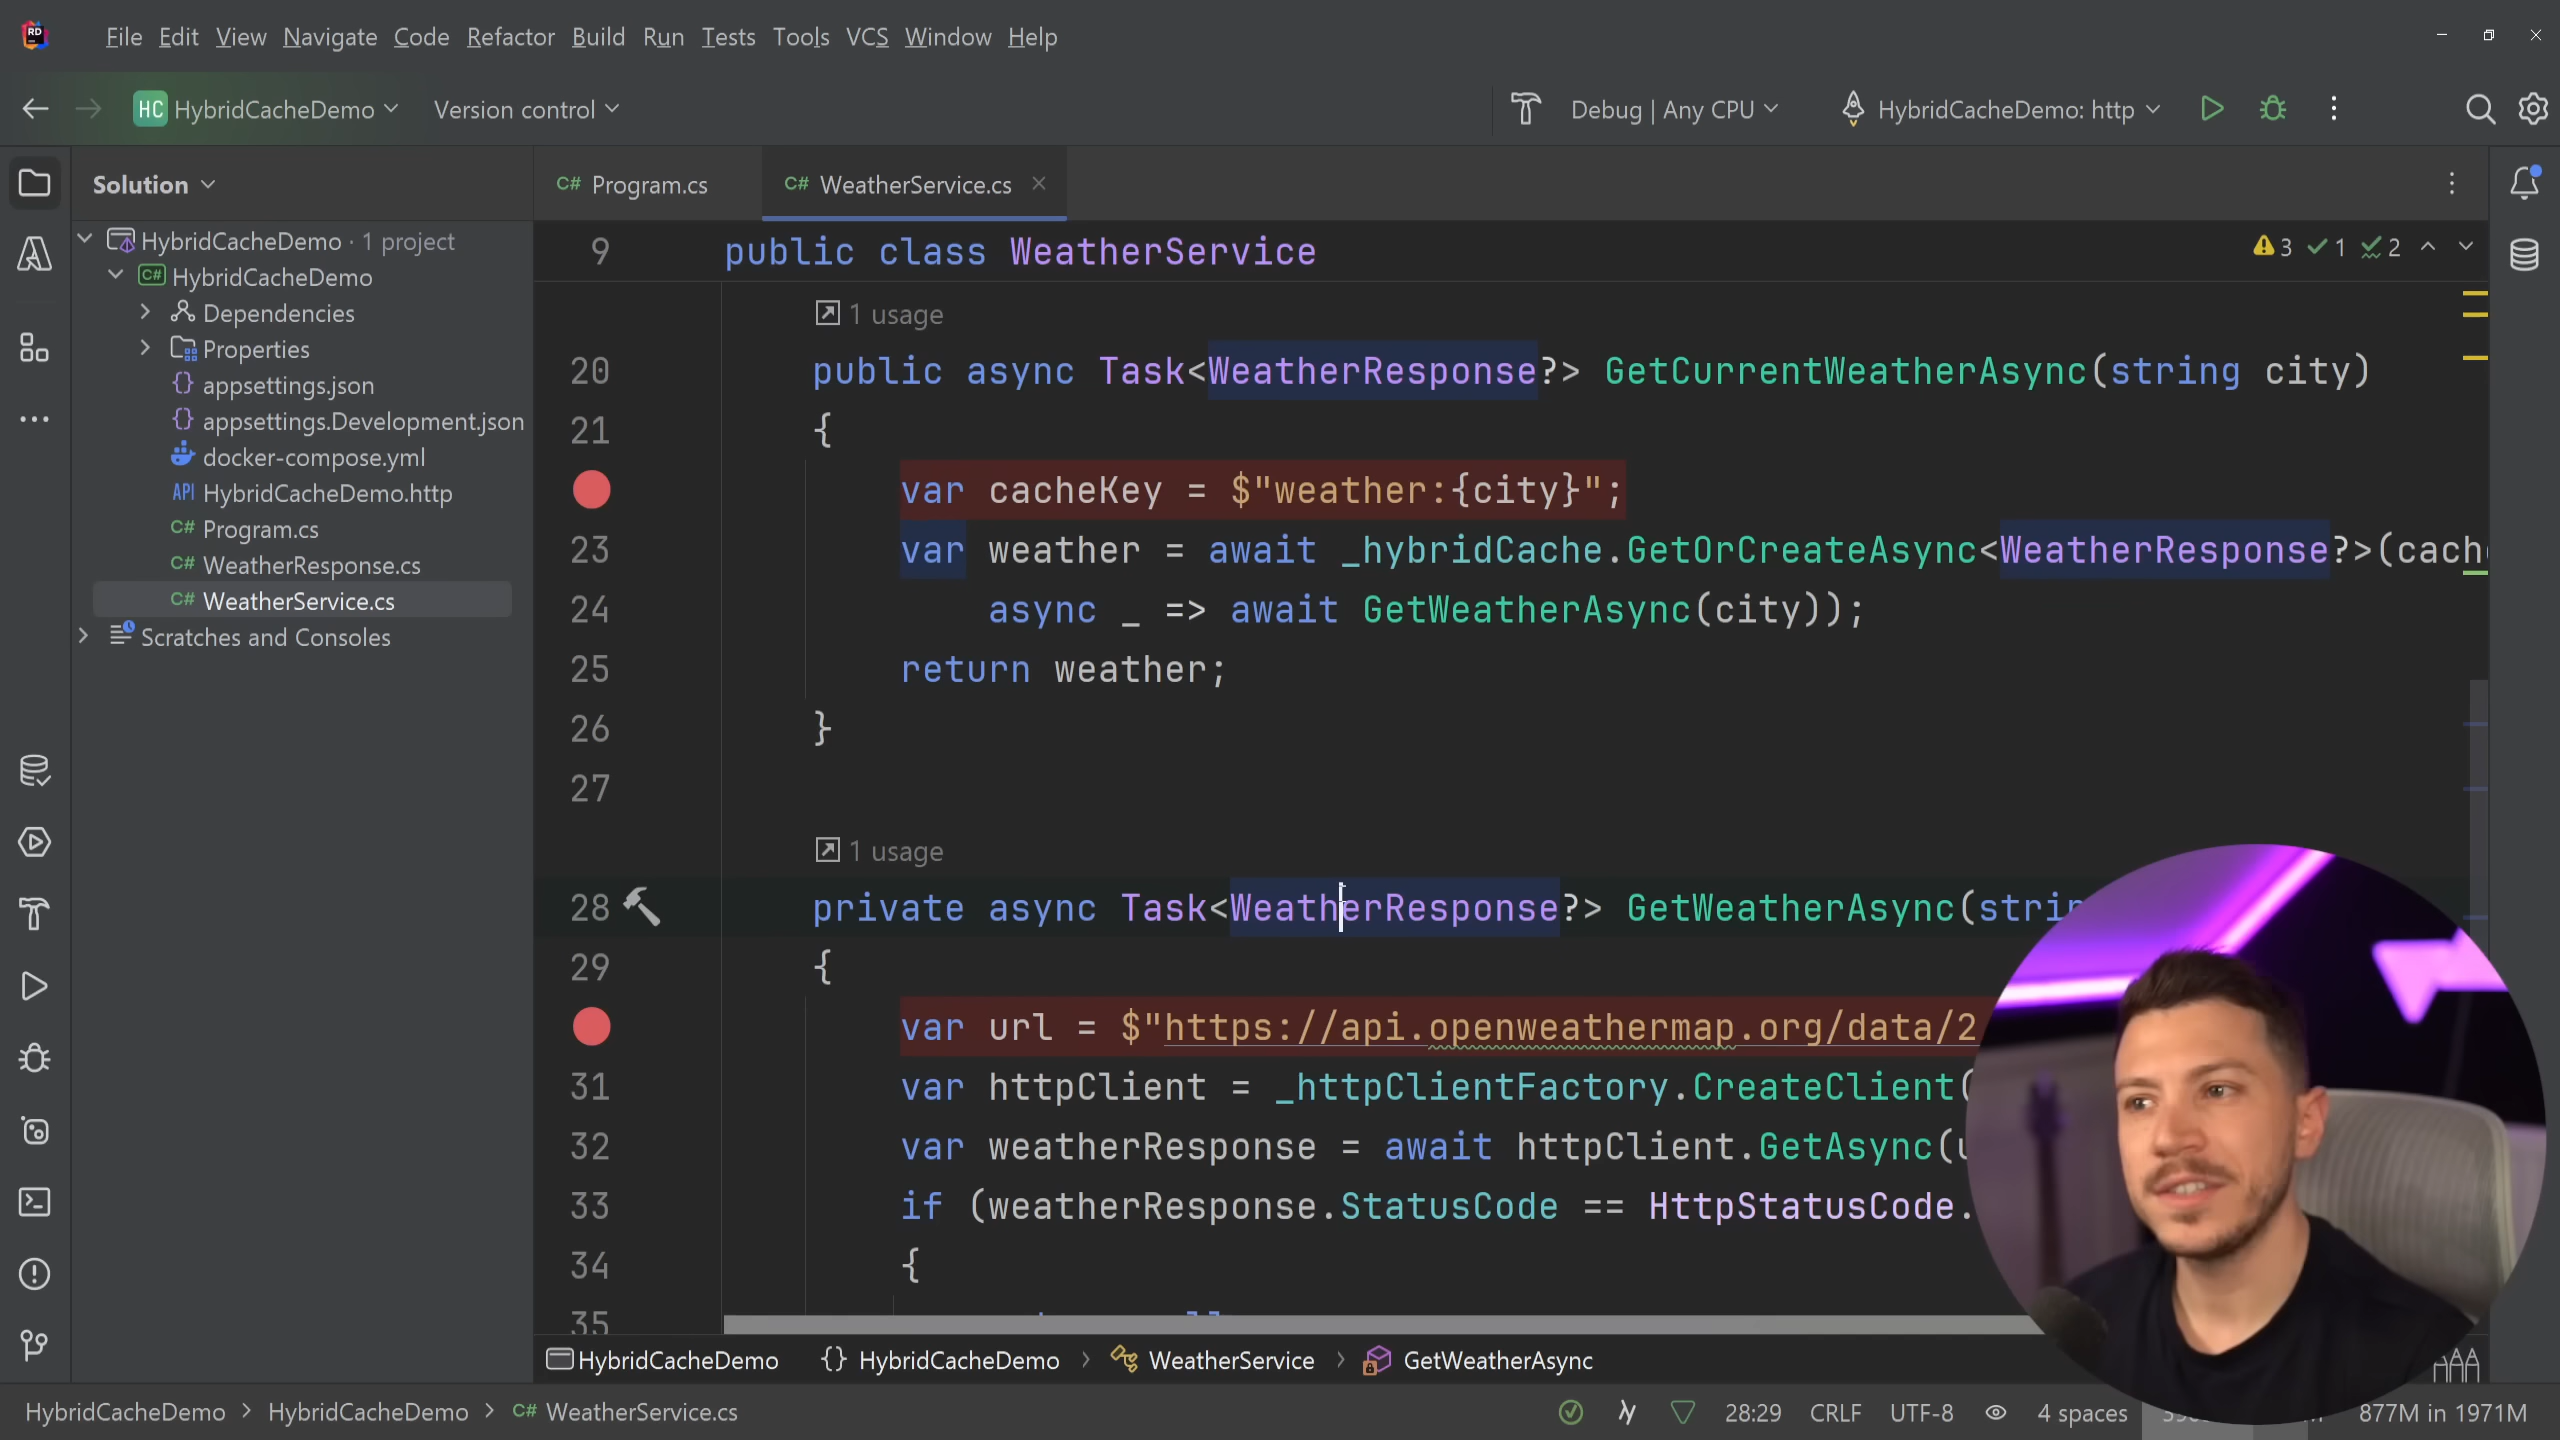 RD
File Edit View Navigate Code Refactor Build Run Tests Tools VCS Window Help
HC HybridCacheDemo Version control Debug | Any CPU HybridCacheDemo: http
Solution
HybridCacheDemo · 1 project
C# HybridCacheDemo
Dependencies
Properties
{} appsettings.json
{} appsettings.Development.json
docker-compose.yml
API HybridCacheDemo.http
C# Program.cs
C# WeatherResponse.cs
C# WeatherService.cs
Scratches and Consoles
C# Program.cs C# WeatherService.cs
9 public class WeatherService
3 1 2
1 usage
20 public async Task<WeatherResponse?> GetCurrentWeatherAsync(string city)
21 {
var cacheKey = $"weather:{city}";
23 var weather = await _hybridCache.GetOrCreateAsync<WeatherResponse?>(cach
24 async _ => await GetWeatherAsync(city));
25 return weather;
26 }
27
1 usage
28 private async Task<WeatherResponse?> GetWeatherAsync(strin
29 {
var url = $"https://api.openweathermap.org/data/2
31 var httpClient = _httpClientFactory.CreateClient(
32 var weatherResponse = await httpClient.GetAsync(u
33 if (weatherResponse.StatusCode == HttpStatusCode.
34 {
35
HybridCacheDemo {} HybridCacheDemo › WeatherService › GetWeatherAsync
HybridCacheDemo › HybridCacheDemo › C# WeatherService.cs
28:29 CRLF UTF-8 4 spaces 877M in 1971M